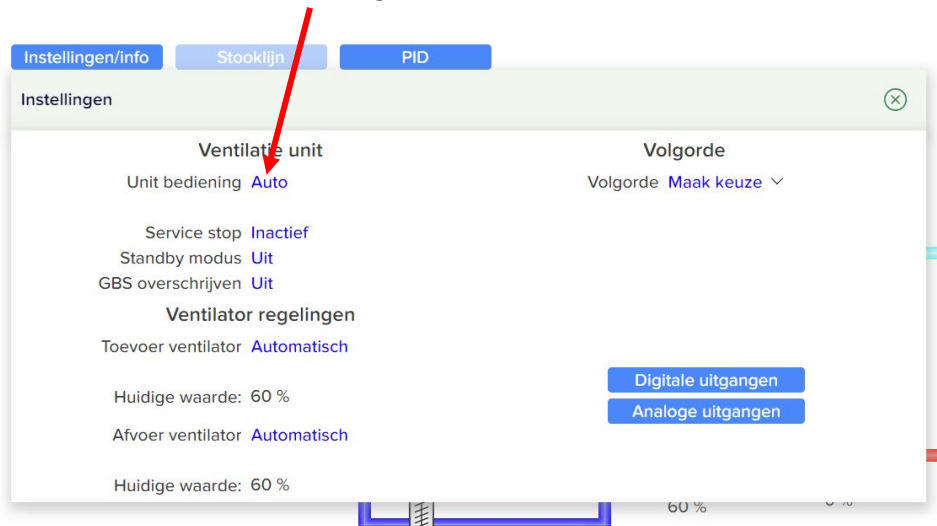 Instellingen/info Stooklijn PID
Instellingen
Ventilatie unit Volgorde
Unit bediening Auto Volgorde Maak keuze
Service stop Inactief
Standby modus Uit
GBS overschrijven Uit
Ventilator regelingen
Toevoer ventilator Automatisch
Digitale uitgangen
Huidige waarde: 60 %
Analoge uitgangen
Afvoer ventilator Automatisch
Huidige waarde: 60 %
60 %